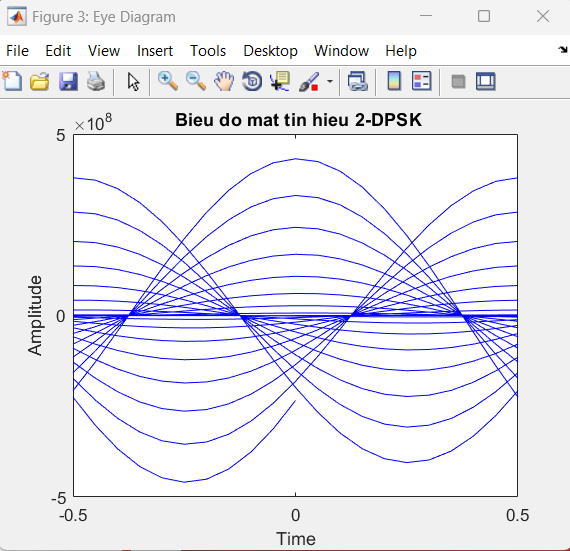 Figure 3: Eye Diagram
File Edit View Insert Tools Desktop Window Help
Bieu do mat tin hieu 2-DPSK
×10^8
5
0
-5
Amplitude
-0.5 0 0.5
Time